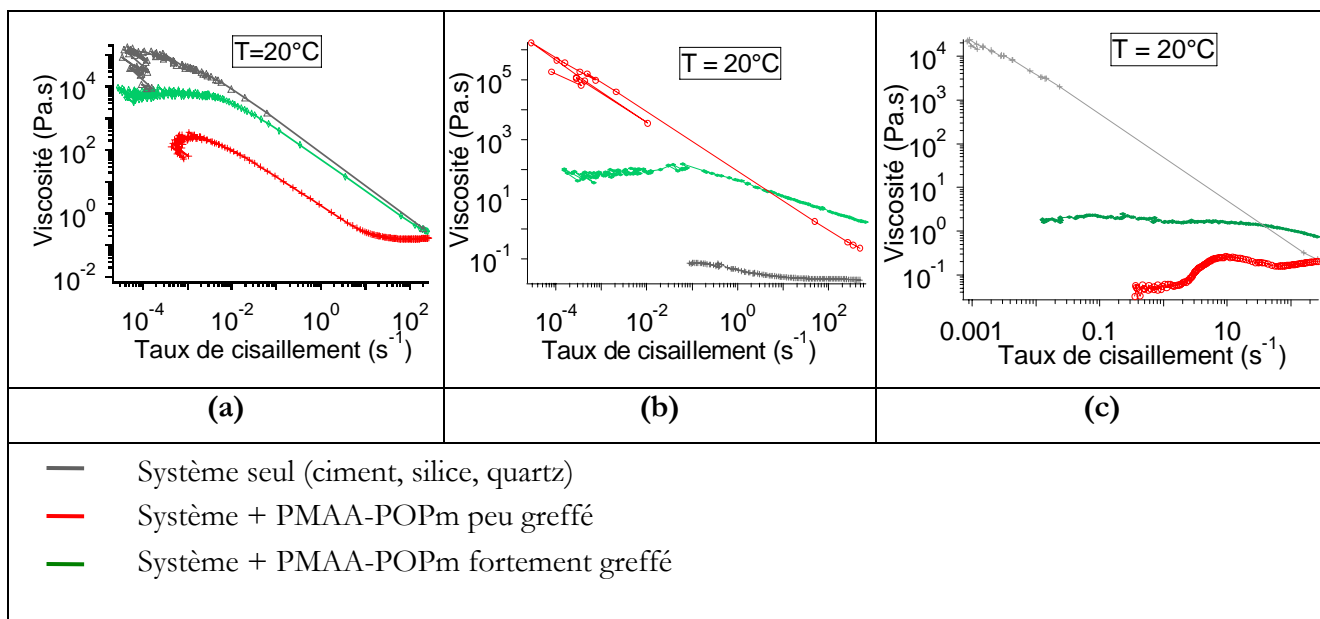 T=20°C
Viscosité (Pa.s)
10^4
10^2
10^0
10^-2
10^-4 10^-2 10^0 10^2
Taux de cisaillement (s^-1)
T = 20°C
Viscosité (Pa.s)
10^5
10^3
10^1
10^-1
10^-4 10^-2 10^0 10^2
Taux de cisaillement (s^-1)
T = 20°C
Viscosité (Pa.s)
10^4
10^3
10^2
10^1
10^0
10^-1
0.001 0.1 10
Taux de cisaillement (s^-1)
(a) (b) (c)
Système seul (ciment, silice, quartz)
Système + PMAA-POPm peu greffé
Système + PMAA-POPm fortement greffé